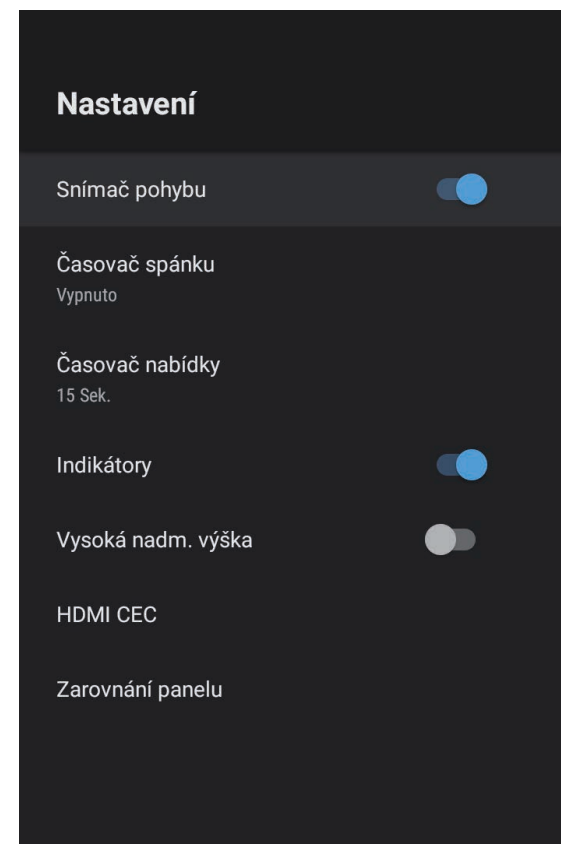 Nastavení
Snímač pohybu
Časovač spánku
Vypnuto
Časovač nabídky
15 Sek.
Indikátory
Vysoká nadm. výška
HDMI CEC
Zarovnání panelu